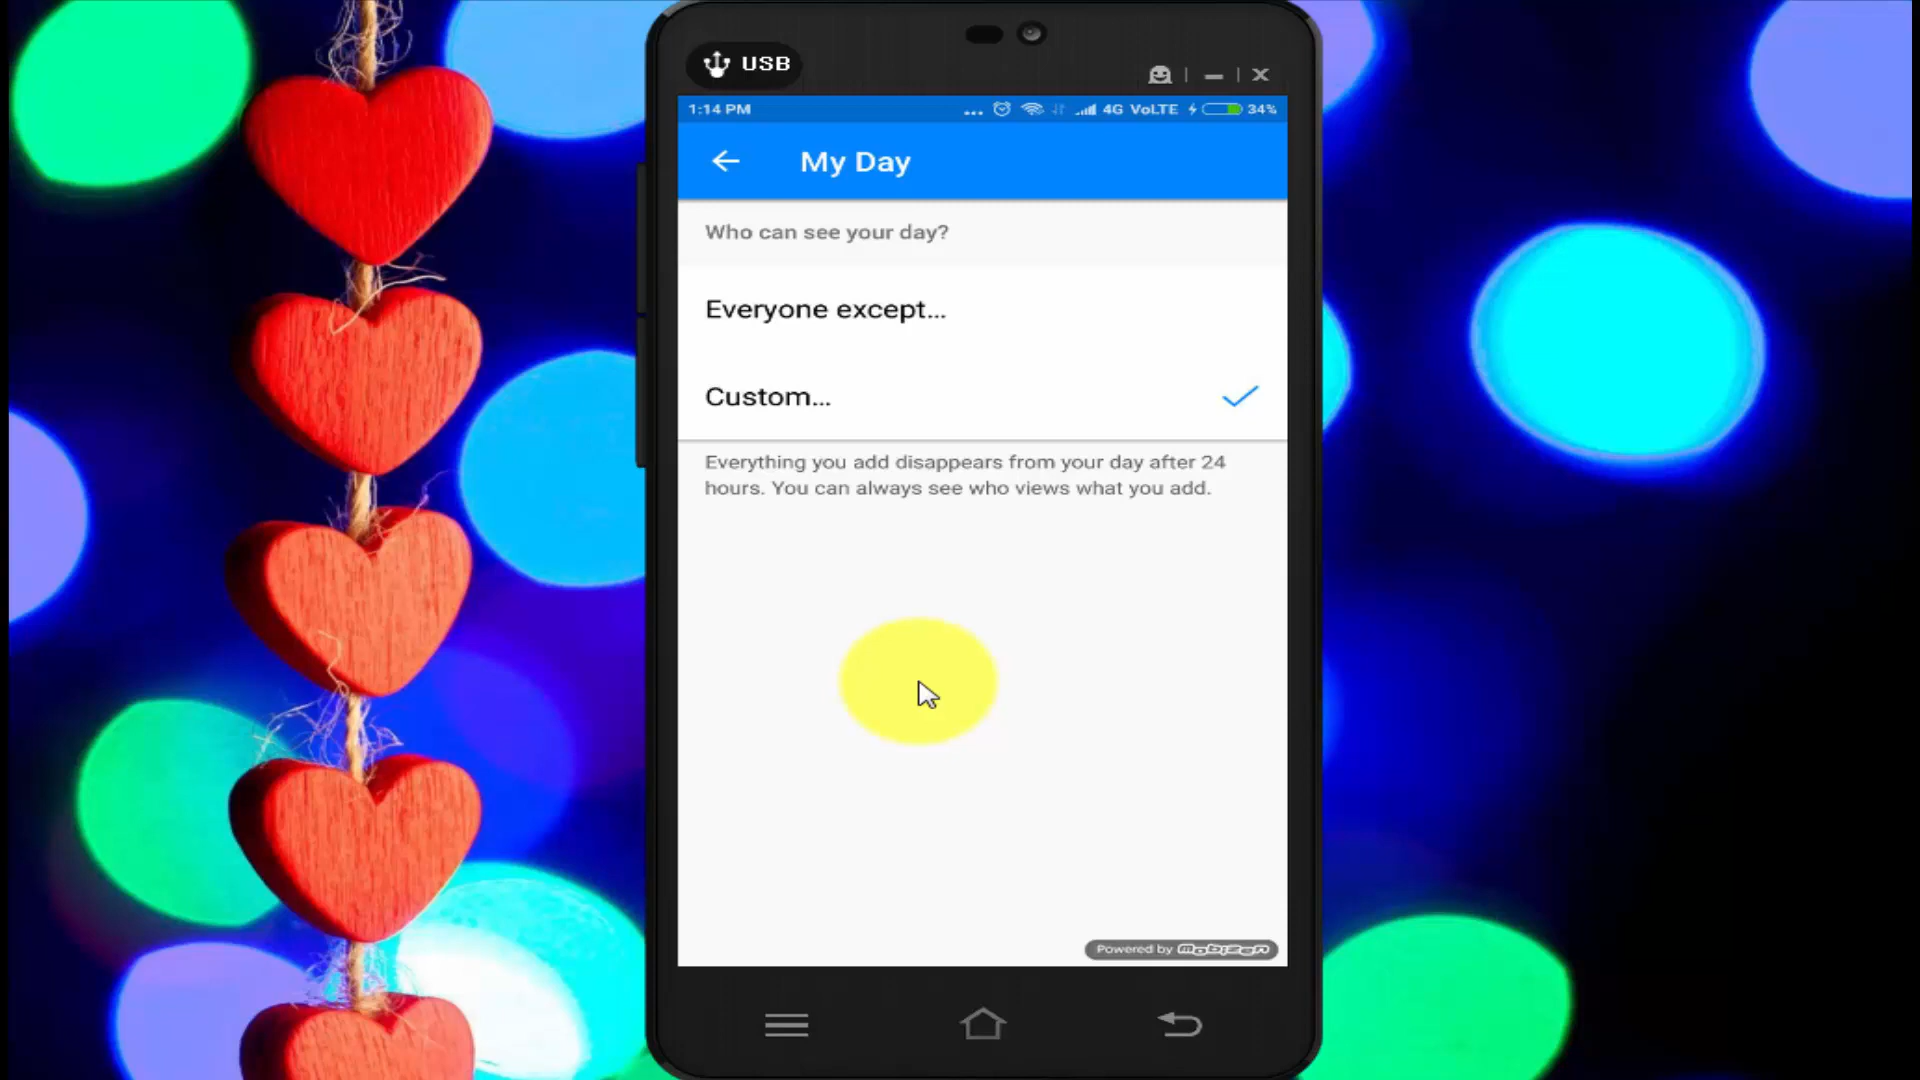 USB
1:14 PM
... 4G VoLTE 34%
My Day
Who can see your day?
Everyone except...
Custom...
Everything you add disappears from your day after 24
hours. You can always see who views what you add.
Powered by mobizen